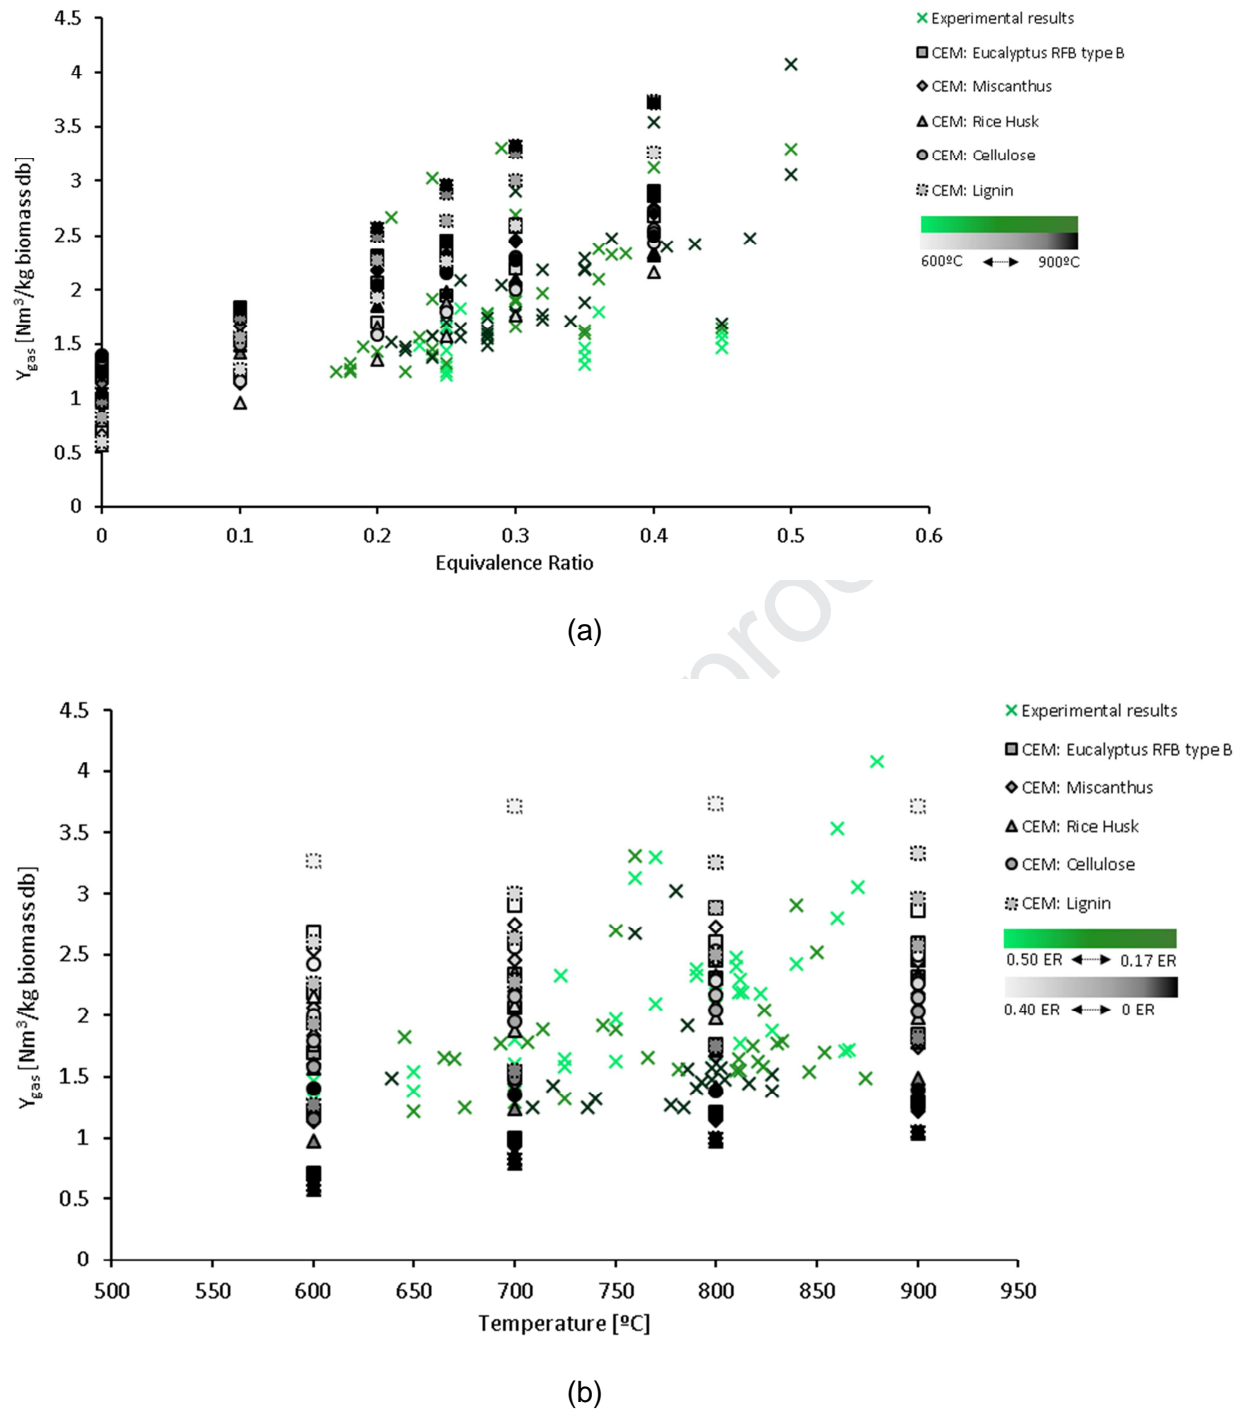 4.5
4
3.5
3
2.5
2
1.5
1
0.5
0
Y gas [Nm3/kg biomass db]
0 0.1 0.2 0.3 0.4 0.5 0.6
Equivalence Ratio
Experimental results
CEM: Eucalyptus RFB type B
CEM: Miscanthus
CEM: Rice Husk
CEM: Cellulose
CEM: Lignin
600ºC 900ºC
(a)
4.5
4
3.5
3
2.5
2
1.5
1
0.5
0
Y gas [Nm3/kg biomass db]
500 550 600 650 700 750 800 850 900 950
Temperature [ºC]
Experimental results
CEM: Eucalyptus RFB type B
CEM: Miscanthus
CEM: Rice Husk
CEM: Cellulose
CEM: Lignin
0.50 ER 0.17 ER
0.40 ER 0 ER
(b)